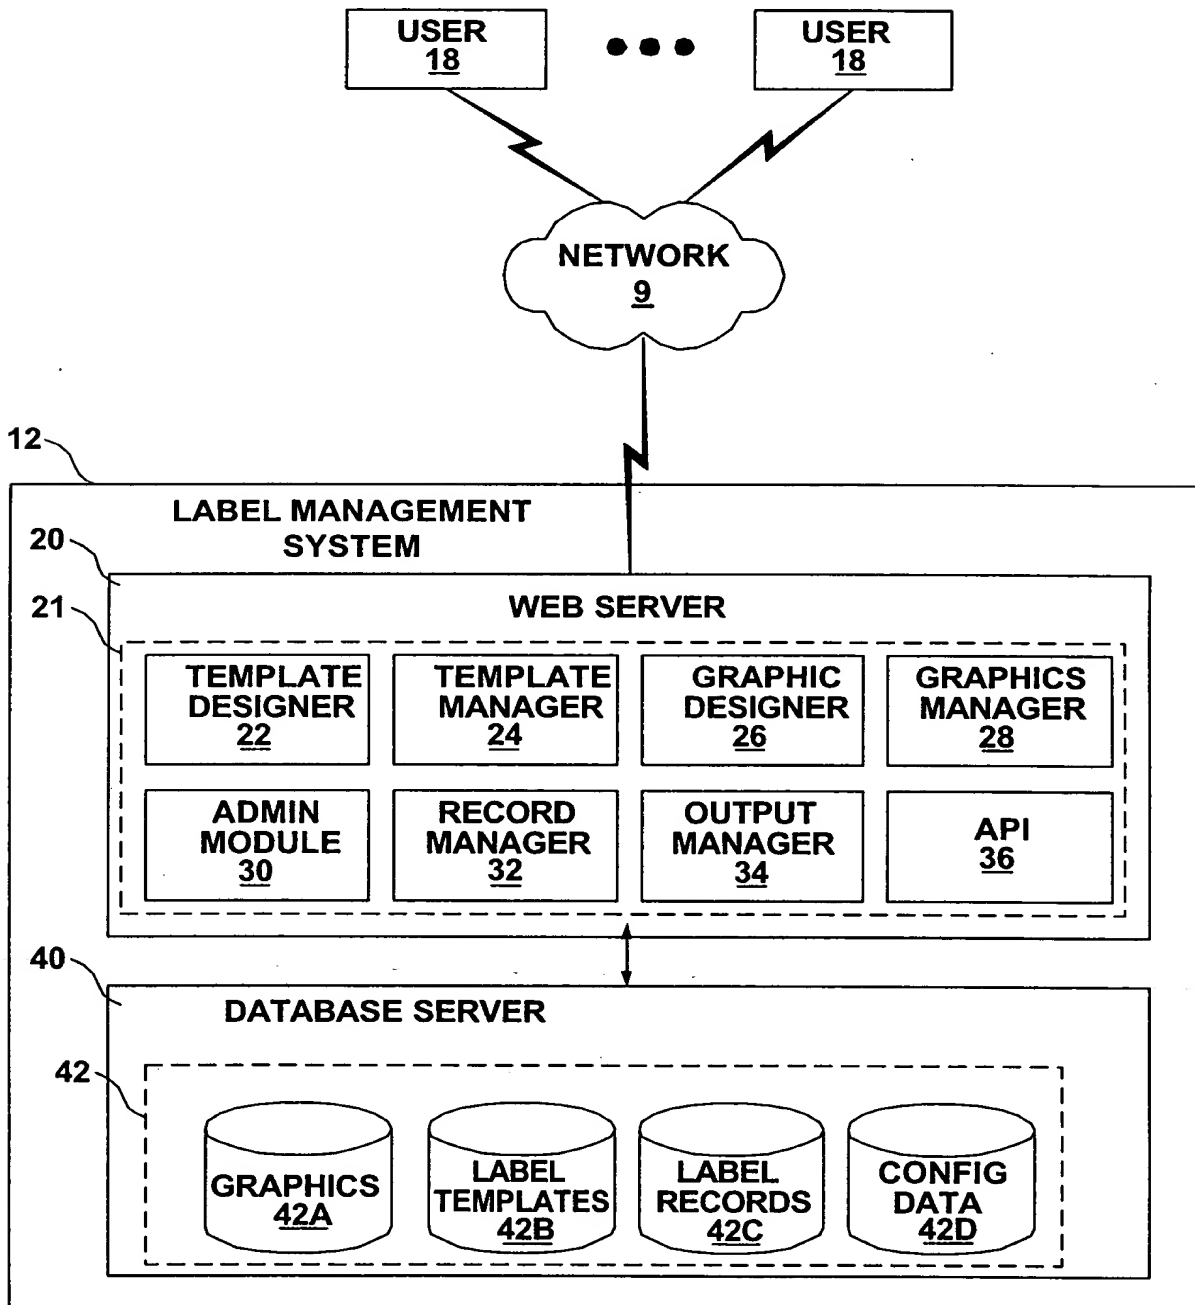 USER
18
USER
18
NETWORK
9
12
LABEL MANAGEMENT
SYSTEM
20
WEB SERVER
21
TEMPLATE
DESIGNER
22
TEMPLATE
MANAGER
24
GRAPHIC
DESIGNER
26
GRAPHICS
MANAGER
28
ADMIN
MODULE
30
RECORD
MANAGER
32
OUTPUT
MANAGER
34
API
36
40
DATABASE SERVER
42
GRAPHICS
42A
LABEL
TEMPLATES
42B
LABEL
RECORDS
42C
CONFIG
DATA
42D